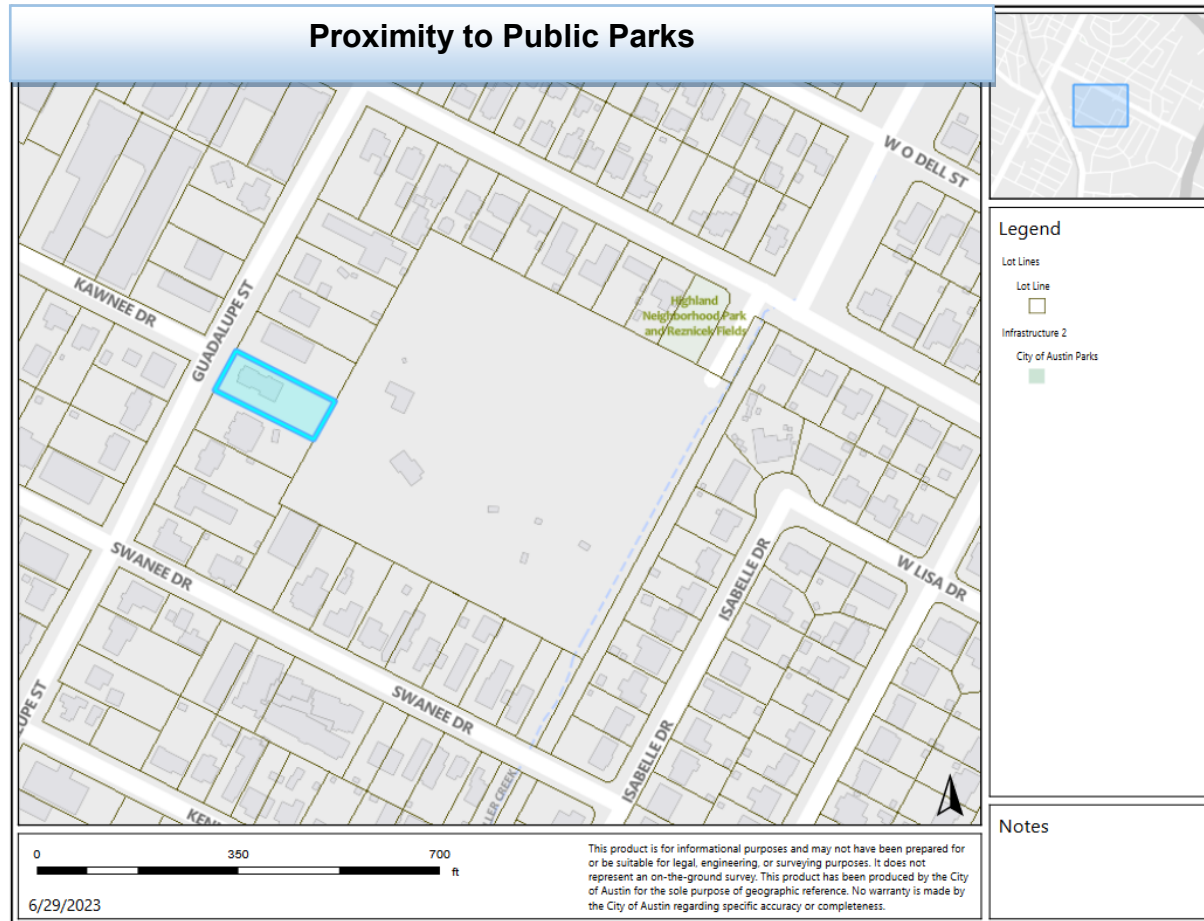 Proximity to Public Parks
W O DELL ST
KAWNEE DR
GUADALUPE ST
Highland
Neighborhood Park
and Reznicek Fields
SWANEE DR
ISABELLE DR
W LISA DR
SWANEE DR
UPE ST
ISABELLE DR
LLER CREEK
KEN
Legend
Lot Lines
Lot Line
Infrastructure 2
City of Austin Parks
Notes
0 350 700
ft
6/29/2023
This product is for informational purposes and may not have been prepared for
or be suitable for legal, engineering, or surveying purposes. It does not
represent an on-the-ground survey. This product has been produced by the City
of Austin for the sole purpose of geographic reference. No warranty is made by
the City of Austin regarding specific accuracy or completeness.